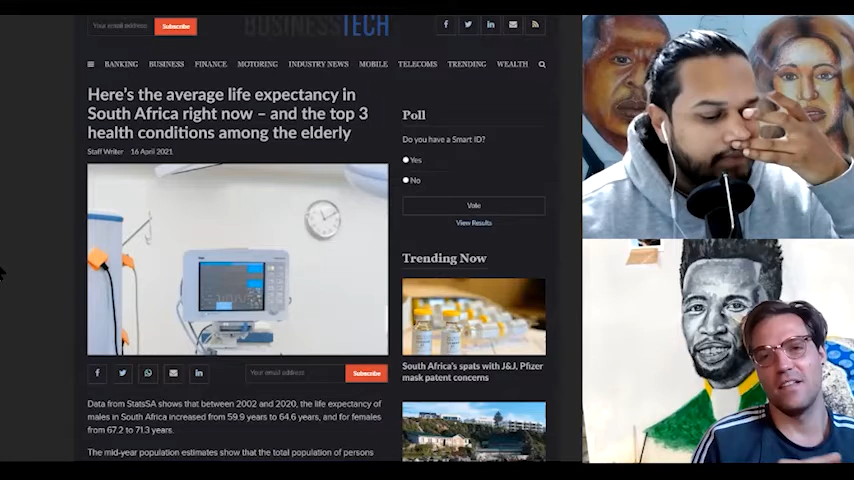 Your email address
Subscribe
BUSINESSTECH
BANKING
BUSINESS
FINANCE
MOTORING
INDUSTRY NEWS
MOBILE
TELECOMS
TRENDING
WEALTH
Here's the average life expectancy in
South Africa right now – and the top 3
health conditions among the elderly
Staff Writer 16 April 2021
Your email address
Subscribe
Data from StatsSA shows that between 2002 and 2020, the life expectancy of
males in South Africa increased from 59.9 years to 64.6 years, and for females
from 67.2 to 71.3 years.
The mid-year population estimates show that the total population of persons
Poll
Do you have a Smart ID?
Yes
No
Vote
View Results
Trending Now
South Africa's spats with J&J, Pfizer
mask patent concerns